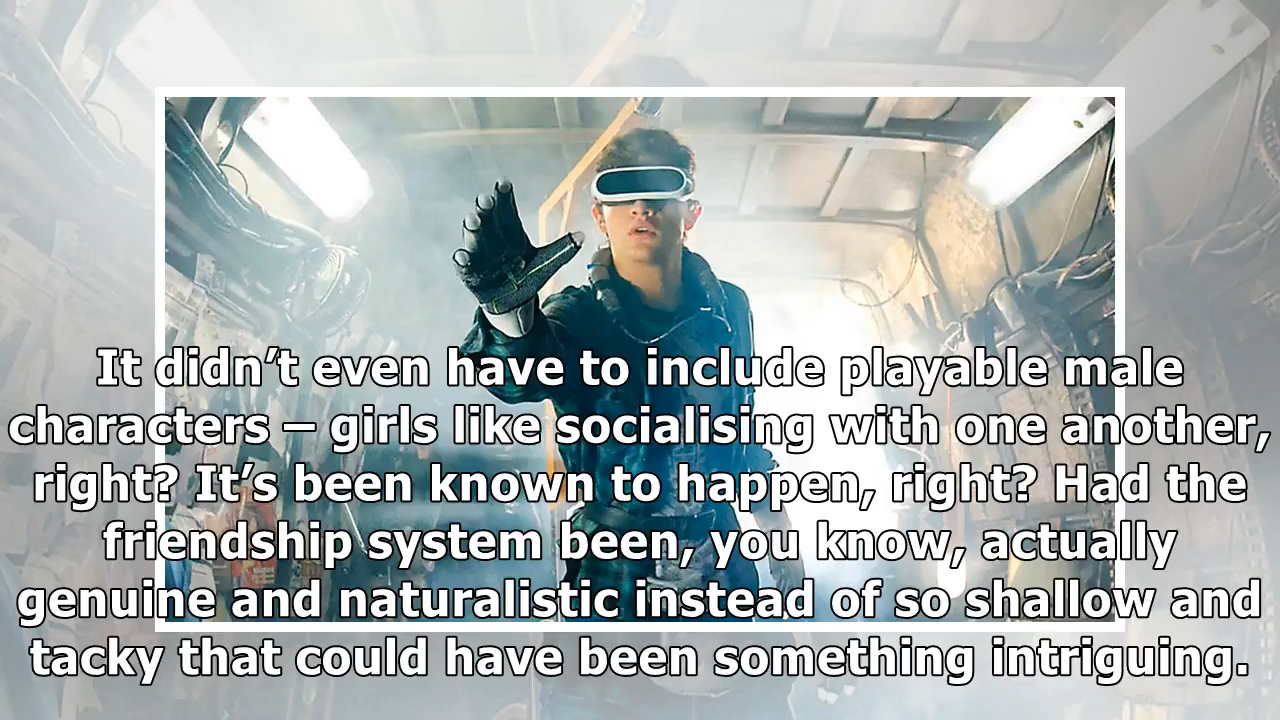 It didn’t even have to include playable male
characters – girls like socialising with one another,
right? It’s been known to happen, right? Had the
friendship system been, you know, actually
genuine and naturalistic instead of so shallow and
tacky that could have been something intriguing.